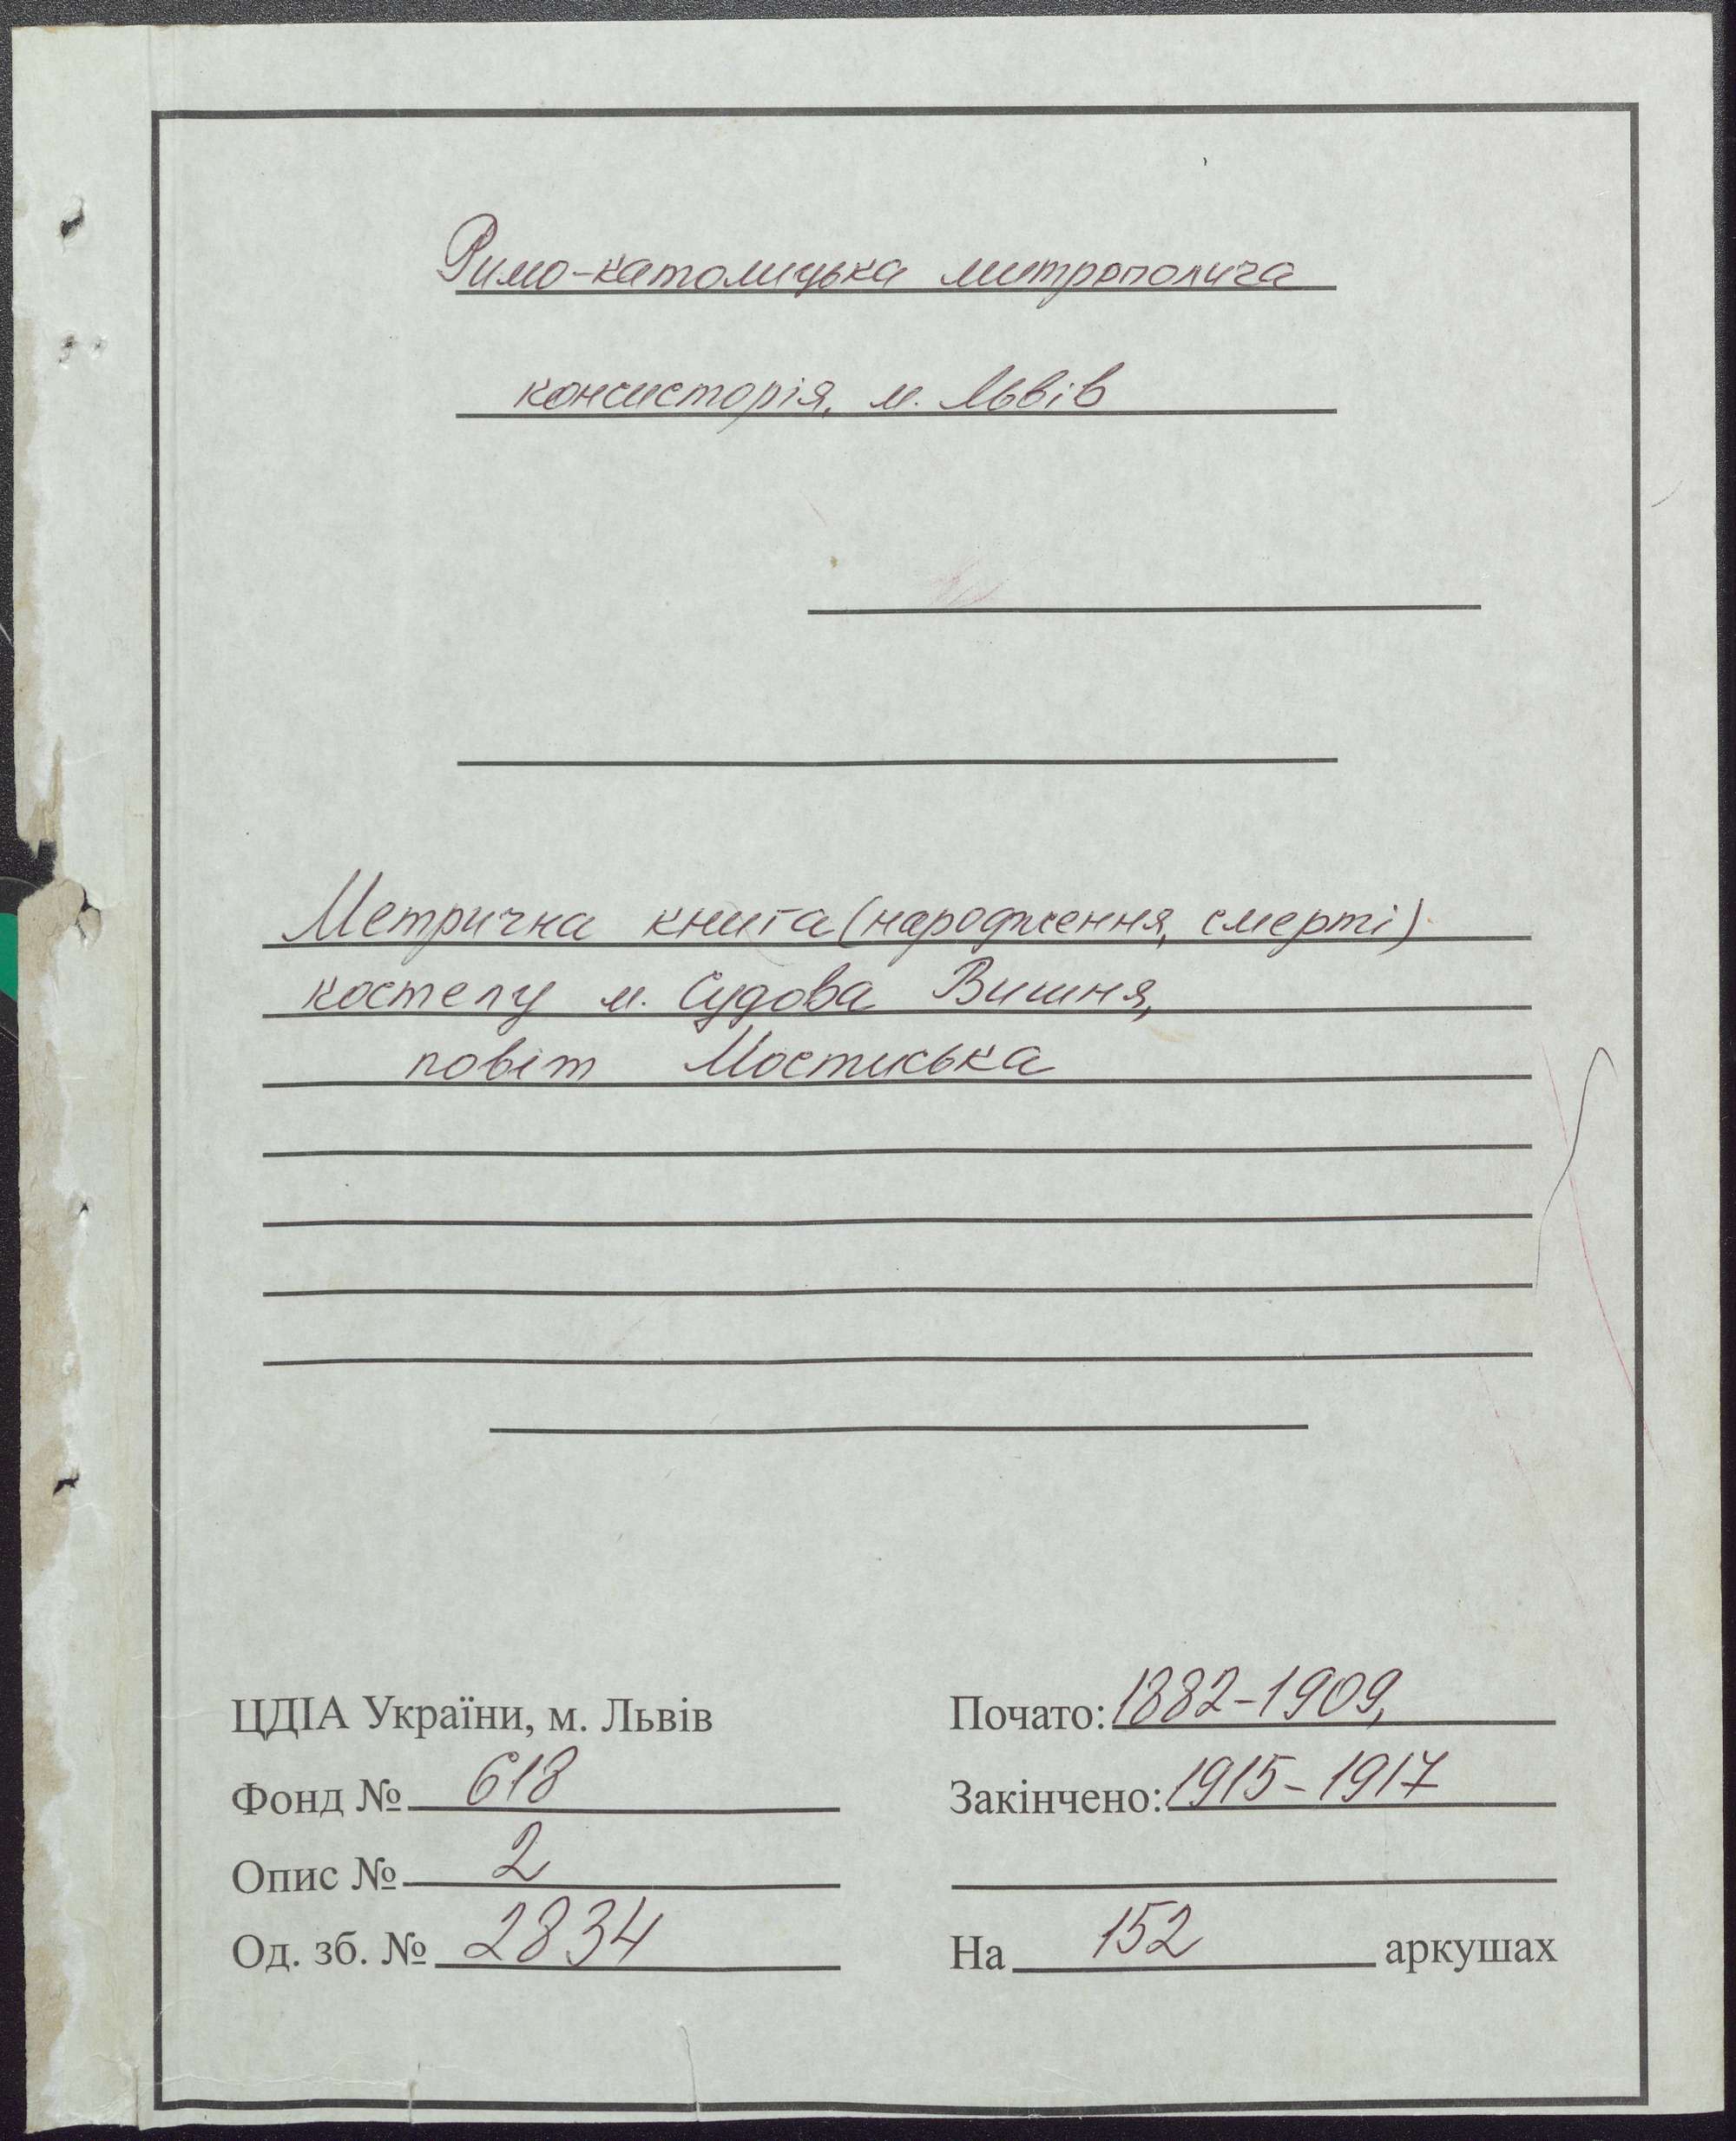 Римо-католицька митрополича
консисторія, м. Львів
Метрична книга (народження, смерті)
костелу м. Судова Вишня,
повіт Мостиська
ЦДІА України, м. Львів
Фонд № 618
Опис № 2
Од. зб. № 2834
Почато: 1882-1909,
Закінчено: 1915-1917
На 152 аркушах